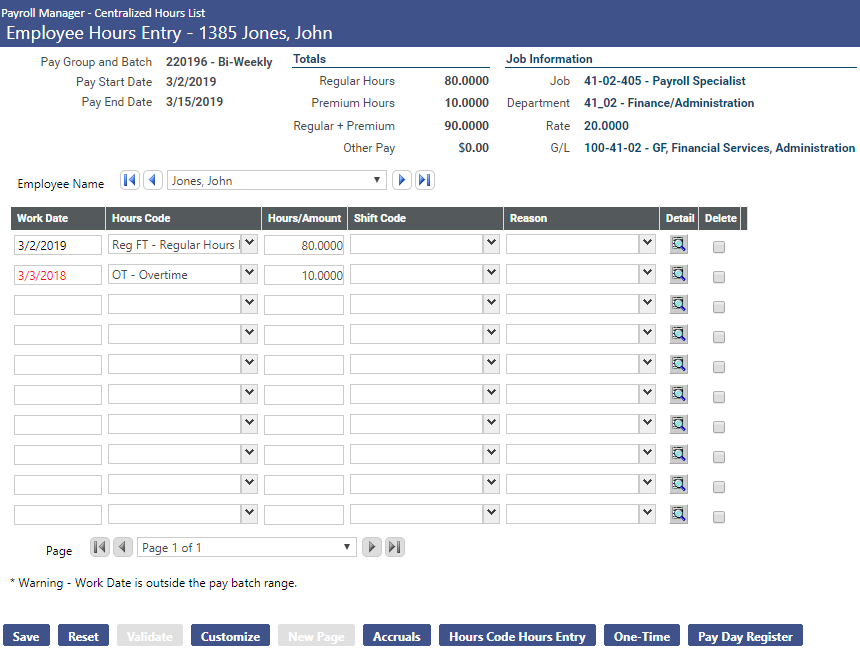 Payroll Manager - Centralized Hours List
Employee Hours Entry - 1385 Jones, John
Pay Group and Batch 220196 - Bi-Weekly
Pay Start Date 3/2/2019
Pay End Date 3/15/2019
Totals
Regular Hours 80.0000
Premium Hours 10.0000
Regular + Premium 90.0000
Other Pay $0.00
Job Information
Job 41-02-405 - Payroll Specialist
Department 41_02 - Finance/Administration
Rate 20.0000
G/L 100-41-02 - GF, Financial Services, Administration
Employee Name Jones, John
Work Date Hours Code Hours/Amount Shift Code Reason Detail Delete
3/2/2019 Reg FT - Regular Hours 80.0000
3/3/2018 OT - Overtime 10.0000
Page Page 1 of 1
* Warning - Work Date is outside the pay batch range.
Save Reset Validate Customize New Page Accruals Hours Code Hours Entry One-Time Pay Day Register